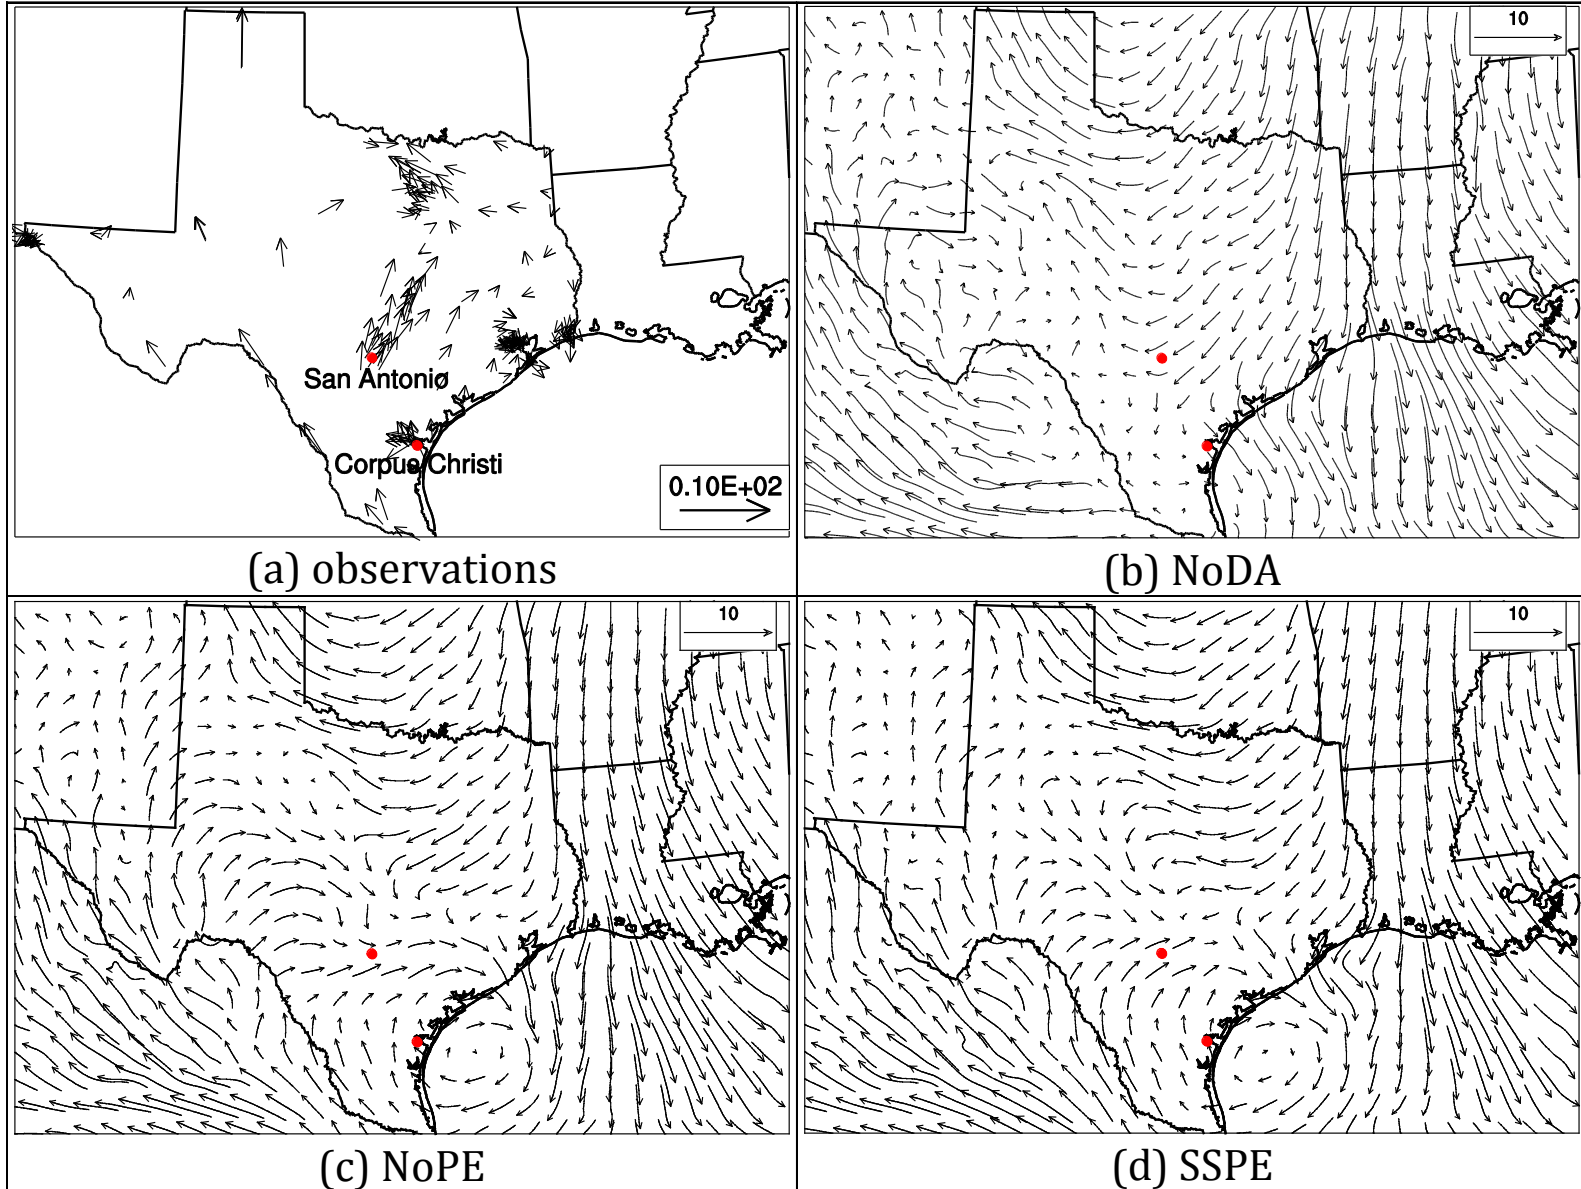 10
San Antonio
Corpus Christi
0.10E+02
(a) observations
(b) NoDA
10
10
(c) NoPE
(d) SSPE